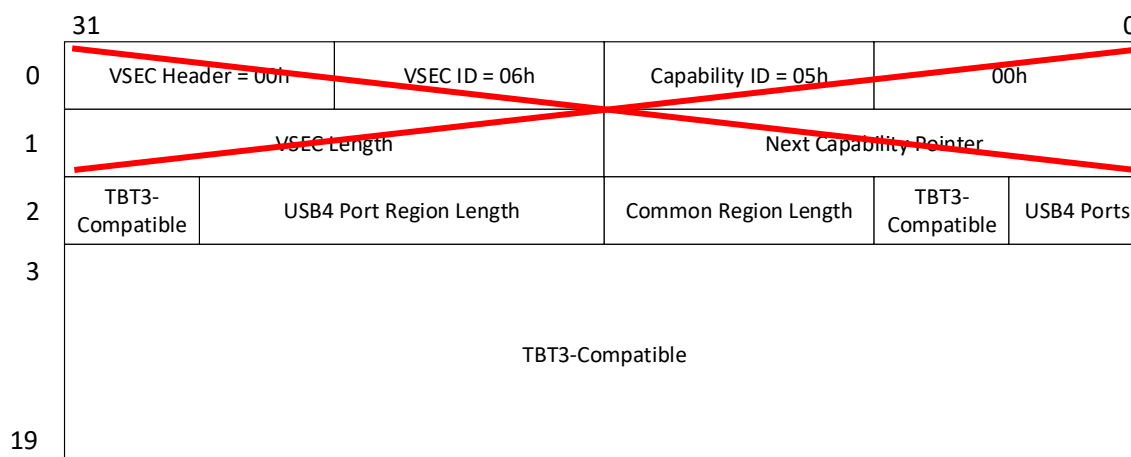 31 0
0 VSEC Header = 00h VSEC ID = 06h Capability ID = 05h 00h
1 VSEC Length Next Capability Pointer
2 TBT3-Compatible USB4 Port Region Length Common Region Length TBT3-Compatible USB4 Ports
3
TBT3-Compatible
19